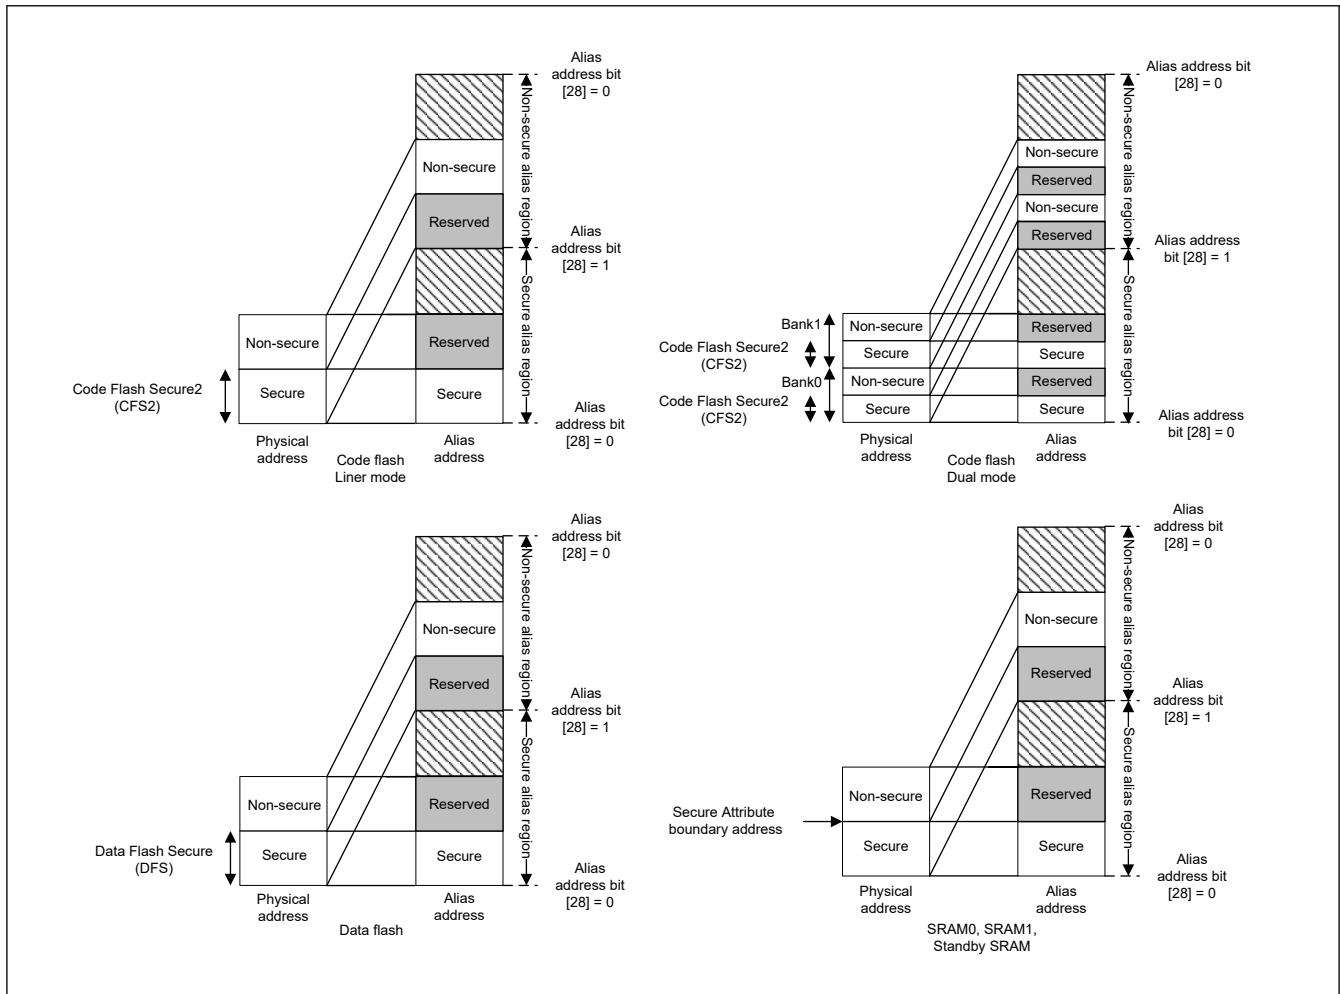 Alias
address bit
[28] = 0
Non-secure alias region
Non-secure
Reserved
Alias
address bit
[28] = 1
Secure alias region
Non-secure
Reserved
Code Flash Secure2
(CFS2)
Secure
Secure
Alias
address bit
[28] = 0
Physical
address
Alias
address
Code flash
Liner mode
Alias address bit
[28] = 0
Non-secure alias region
Non-secure
Reserved
Non-secure
Reserved
Alias address
bit [28] = 1
Secure alias region
Bank1
Non-secure
Reserved
Code Flash Secure2
(CFS2)
Secure
Secure
Bank0
Non-secure
Reserved
Code Flash Secure2
(CFS2)
Secure
Secure
Alias address
bit [28] = 0
Physical
address
Alias
address
Code flash
Dual mode
Alias
address bit
[28] = 0
Non-secure alias region
Non-secure
Reserved
Alias
address bit
[28] = 1
Secure alias region
Non-secure
Reserved
Data Flash Secure
(DFS)
Secure
Secure
Alias
address bit
[28] = 0
Physical
address
Alias
address
Data flash
Alias
address bit
[28] = 0
Non-secure alias region
Non-secure
Reserved
Alias
address bit
[28] = 1
Secure alias region
Non-secure
Reserved
Secure Attribute
boundary address
Secure
Secure
Alias
address bit
[28] = 0
Physical
address
Alias
address
SRAM0, SRAM1,
Standby SRAM